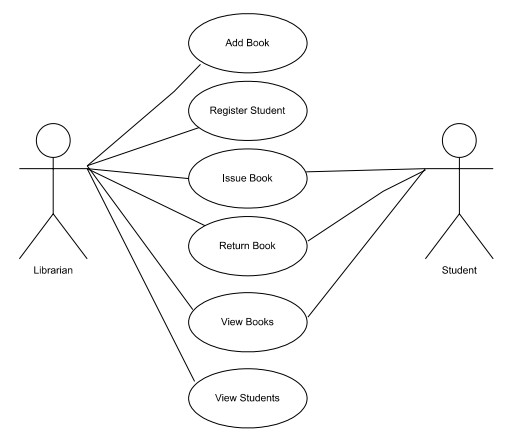 Add Book
Register Student
Issue Book
Return Book
Librarian
Student
View Books
View Students